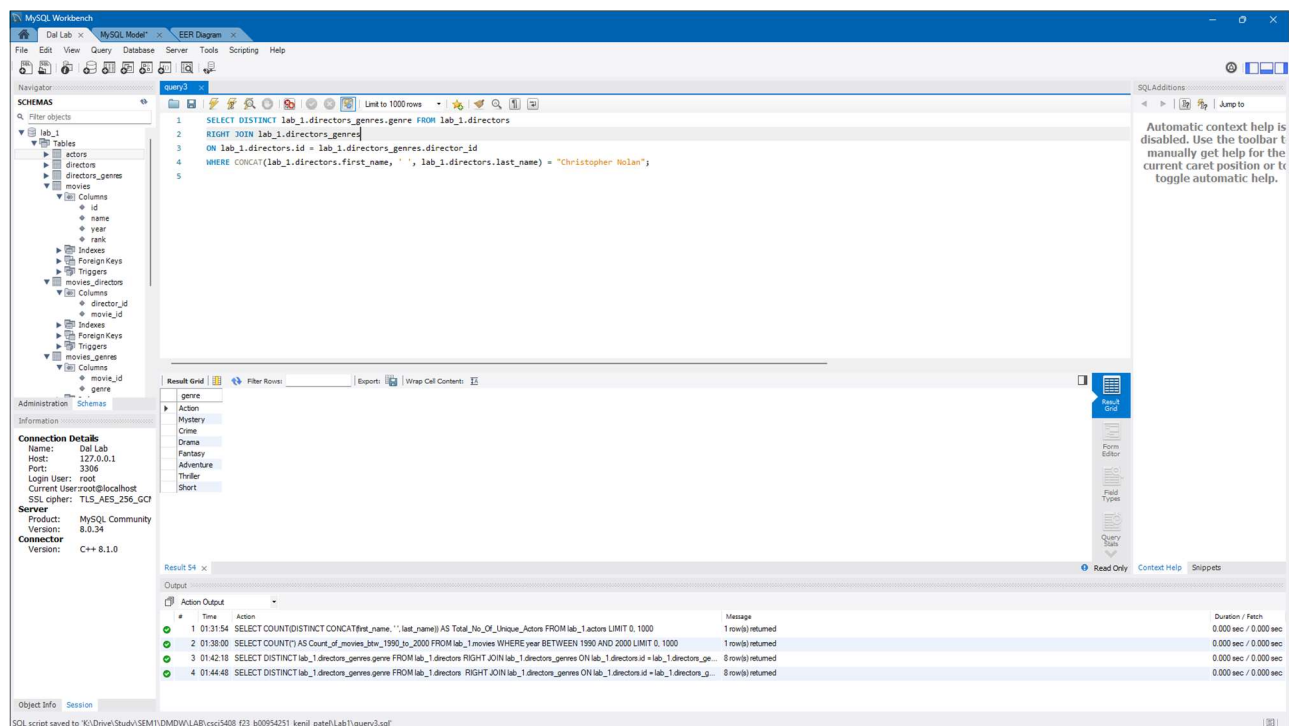 MySQL Workbench
Dal Lab × MySQL Model* × EER Diagram ×
File Edit View Query Database Server Tools Scripting Help
Navigator
SCHEMAS
Filter objects
lab_1
Tables
actors
directors
directors_genres
movies
Columns
id
name
year
rank
Indexes
Foreign Keys
Triggers
movies_directors
Columns
director_id
movie_id
Indexes
Foreign Keys
Triggers
movies_genres
Columns
movie_id
genre
Administration Schemas
Information
Connection Details
Name: Dal Lab
Host: 127.0.0.1
Port: 3306
Login User: root
Current User: root@localhost
SSL cipher: TLS_AES_256_GCM
Server
Product: MySQL Community
Version: 8.0.34
Connector
Version: C++ 8.1.0
Object Info Session
query3 ×
Limit to 1000 rows
1 SELECT DISTINCT lab_1.directors_genres.genre FROM lab_1.directors
2 RIGHT JOIN lab_1.directors_genres
3 ON lab_1.directors.id = lab_1.directors_genres.director_id
4 WHERE CONCAT(lab_1.directors.first_name, ' ', lab_1.directors.last_name) = "Christopher Nolan";
5
Result Grid Filter Rows: Export: Wrap Cell Content:
genre
Action
Mystery
Crime
Drama
Fantasy
Adventure
Thriller
Short
Result Grid
Form Editor
Field Types
Query Stats
Result 54 ×
Read Only
SQLAdditions
Jump to
Automatic context help is
disabled. Use the toolbar t
manually get help for the
current caret position or to
toggle automatic help.
Context Help Snippets
Output
Action Output
# Time Action Message Duration / Fetch
1 01:31:54 SELECT COUNT(DISTINCT CONCAT(first_name, ' ', last_name)) AS Total_No_Of_Unique_Actors FROM lab_1.actors LIMIT 0, 1000 1 row(s) returned 0.000 sec / 0.000 sec
2 01:38:00 SELECT COUNT(*) AS Count_of_movies_btw_1990_to_2000 FROM lab_1.movies WHERE year BETWEEN 1990 AND 2000 LIMIT 0, 1000 1 row(s) returned 0.000 sec / 0.000 sec
3 01:42:18 SELECT DISTINCT lab_1.directors_genres.genre FROM lab_1.directors RIGHT JOIN lab_1.directors_genres ON lab_1.directors.id = lab_1.directors_ge... 8 row(s) returned 0.000 sec / 0.000 sec
4 01:44:48 SELECT DISTINCT lab_1.directors_genres.genre FROM lab_1.directors RIGHT JOIN lab_1.directors_genres ON lab_1.directors.id = lab_1.directors_g... 8 row(s) returned 0.000 sec / 0.000 sec
SQL script saved to 'K:\Drive\Study\SEM1\DMDW\LAB\csci5408_f23_b00954251_kenil_patel\Lab1\query3.sql'